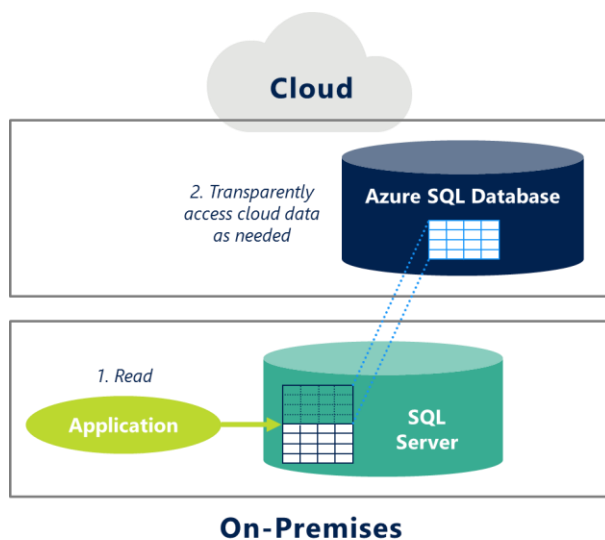 Cloud
2. Transparently
access cloud data
as needed
Azure SQL Database
1. Read
Application
SQL
Server
On-Premises